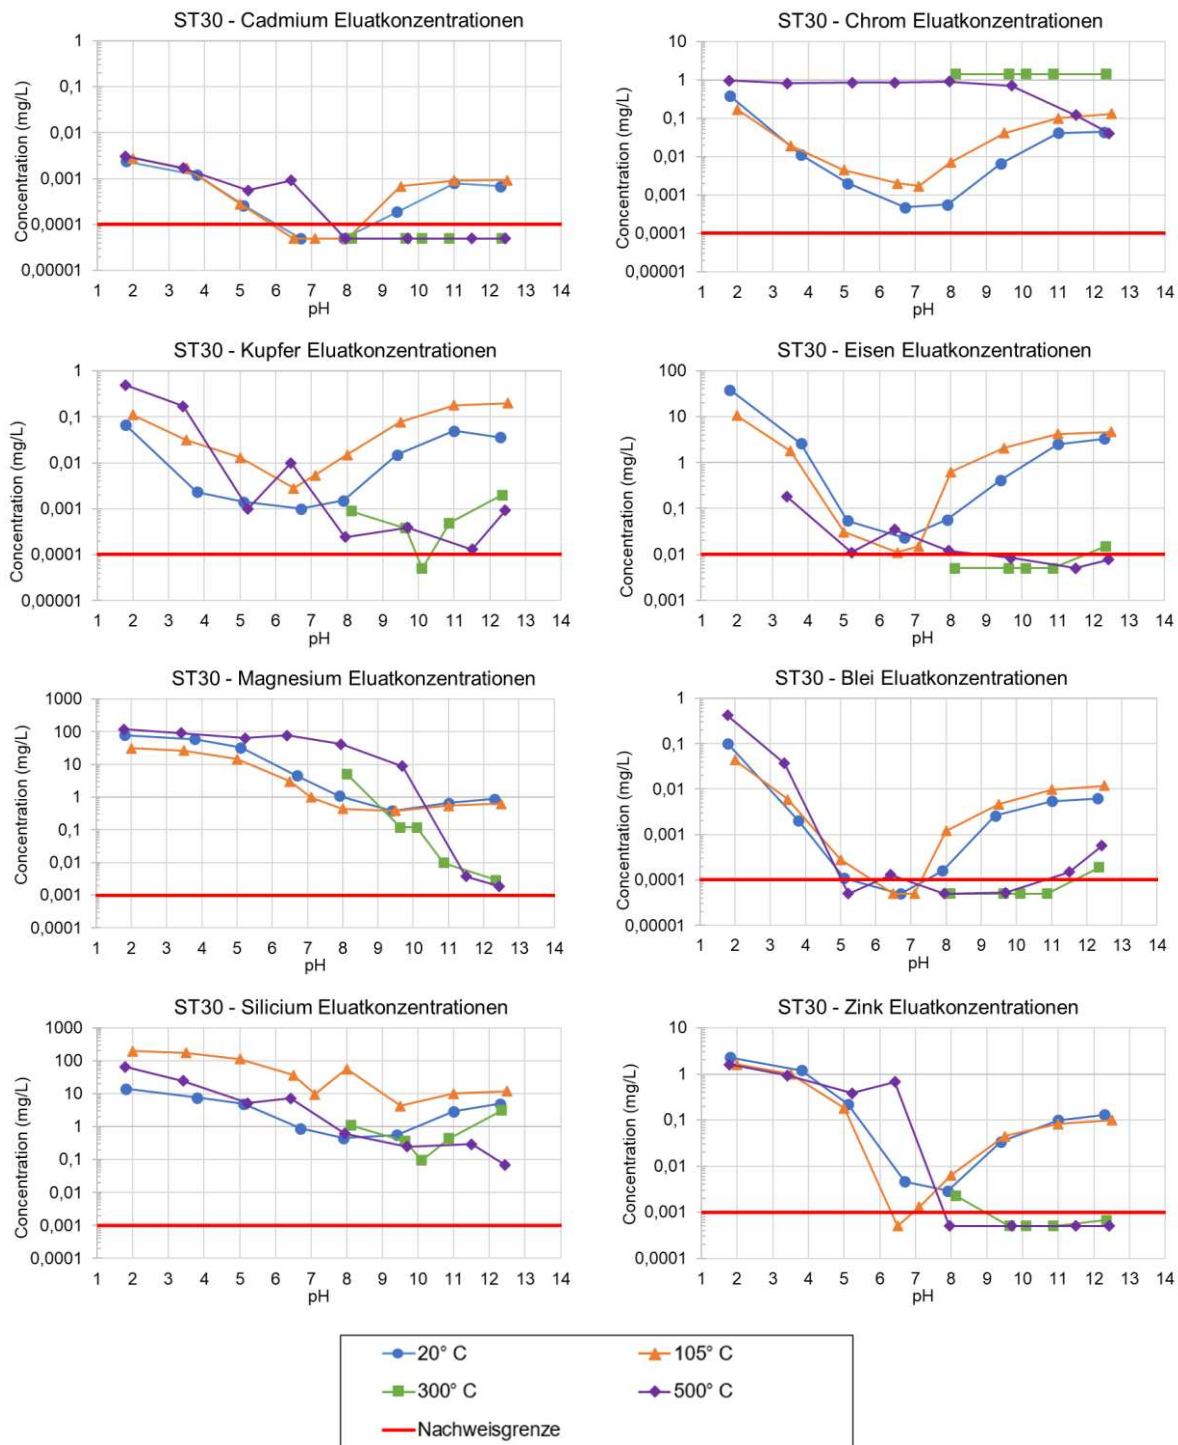 ST30 - Cadmium Eluatkonzentrationen
Concentration (mg/L)
1
0,1
0,01
0,001
0,0001
0,00001
1 2 3 4 5 6 7 8 9 10 11 12 13 14
pH
ST30 - Chrom Eluatkonzentrationen
Concentration (mg/L)
10
1
0,1
0,01
0,001
0,0001
0,00001
1 2 3 4 5 6 7 8 9 10 11 12 13 14
pH
ST30 - Kupfer Eluatkonzentrationen
Concentration (mg/L)
1
0,1
0,01
0,001
0,0001
0,00001
1 2 3 4 5 6 7 8 9 10 11 12 13 14
pH
ST30 - Eisen Eluatkonzentrationen
Concentration (mg/L)
100
10
1
0,1
0,01
0,001
1 2 3 4 5 6 7 8 9 10 11 12 13 14
pH
ST30 - Magnesium Eluatkonzentrationen
Concentration (mg/L)
1000
100
10
1
0,1
0,01
0,001
0,0001
1 2 3 4 5 6 7 8 9 10 11 12 13 14
pH
ST30 - Blei Eluatkonzentrationen
Concentration (mg/L)
1
0,1
0,01
0,001
0,0001
0,00001
1 2 3 4 5 6 7 8 9 10 11 12 13 14
pH
ST30 - Silicium Eluatkonzentrationen
Concentration (mg/L)
1000
100
10
1
0,1
0,01
0,001
0,0001
1 2 3 4 5 6 7 8 9 10 11 12 13 14
pH
ST30 - Zink Eluatkonzentrationen
Concentration (mg/L)
10
1
0,1
0,01
0,001
0,0001
1 2 3 4 5 6 7 8 9 10 11 12 13 14
pH
20° C 105° C
300° C 500° C
Nachweisgrenze